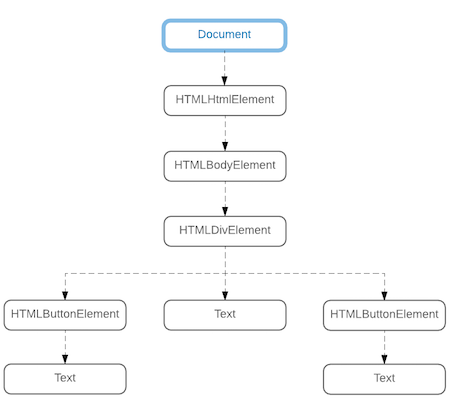 Document
HTMLHtmlElement
HTMLBodyElement
HTMLDivElement
HTMLButtonElement
Text
HTMLButtonElement
Text
Text